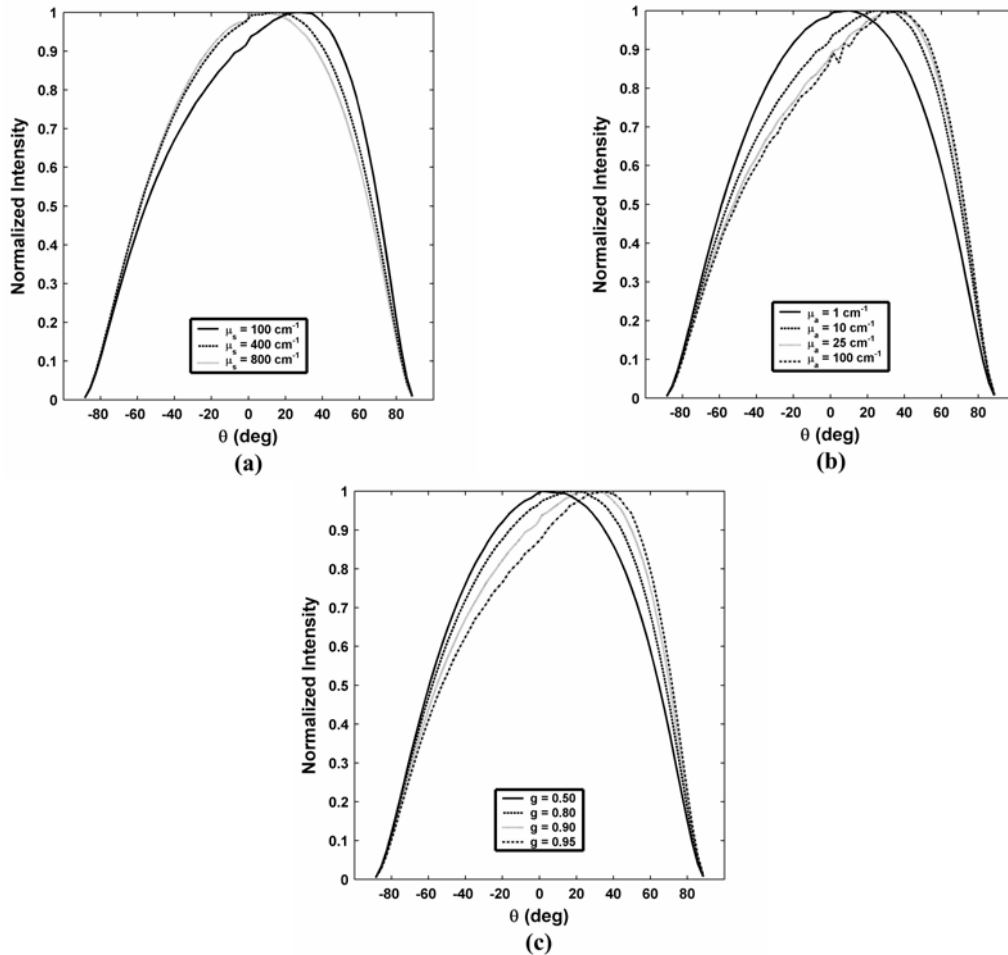 1
0.9
0.8
0.7
0.6
0.5
0.4
0.3
0.2
0.1
0
Normalized Intensity
μs = 100 cm-1
μs = 400 cm-1
μs = 800 cm-1
-80 -60 -40 -20 0 20 40 60 80
θ (deg)
(a)
1
0.9
0.8
0.7
0.6
0.5
0.4
0.3
0.2
0.1
0
Normalized Intensity
μa = 1 cm-1
μa = 10 cm-1
μa = 25 cm-1
μa = 100 cm-1
-80 -60 -40 -20 0 20 40 60 80
θ (deg)
(b)
1
0.9
0.8
0.7
0.6
0.5
0.4
0.3
0.2
0.1
0
Normalized Intensity
g = 0.50
g = 0.80
g = 0.90
g = 0.95
-80 -60 -40 -20 0 20 40 60 80
θ (deg)
(c)